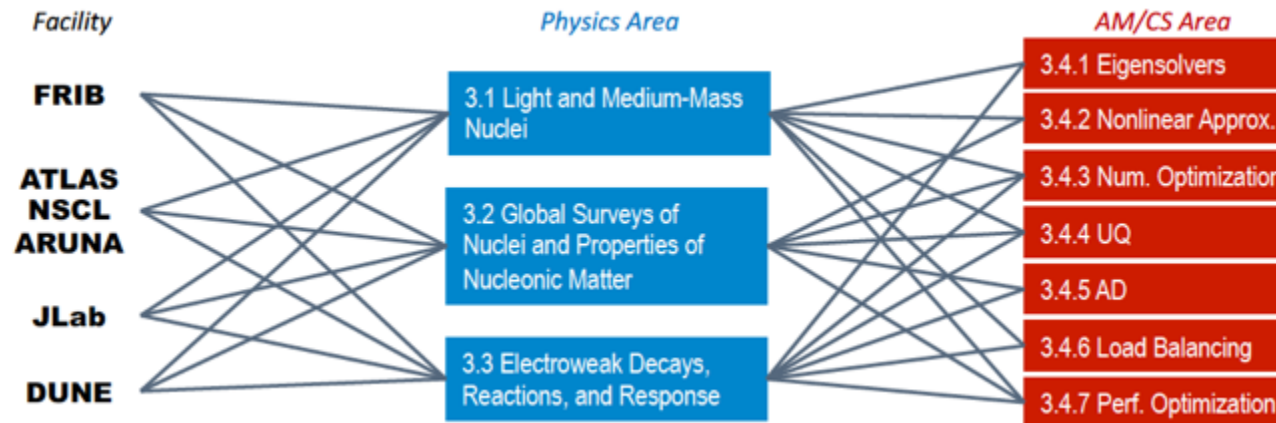 Facility
Physics Area
AM/CS Area
FRIB
ATLAS
NSCL
ARUNA
JLab
DUNE
3.1 Light and Medium-Mass
Nuclei
3.2 Global Surveys of
Nuclei and Properties of
Nucleonic Matter
3.3 Electroweak Decays,
Reactions, and Response
3.4.1 Eigensolvers
3.4.2 Nonlinear Approx.
3.4.3 Num. Optimization
3.4.4 UQ
3.4.5 AD
3.4.6 Load Balancing
3.4.7 Perf. Optimization